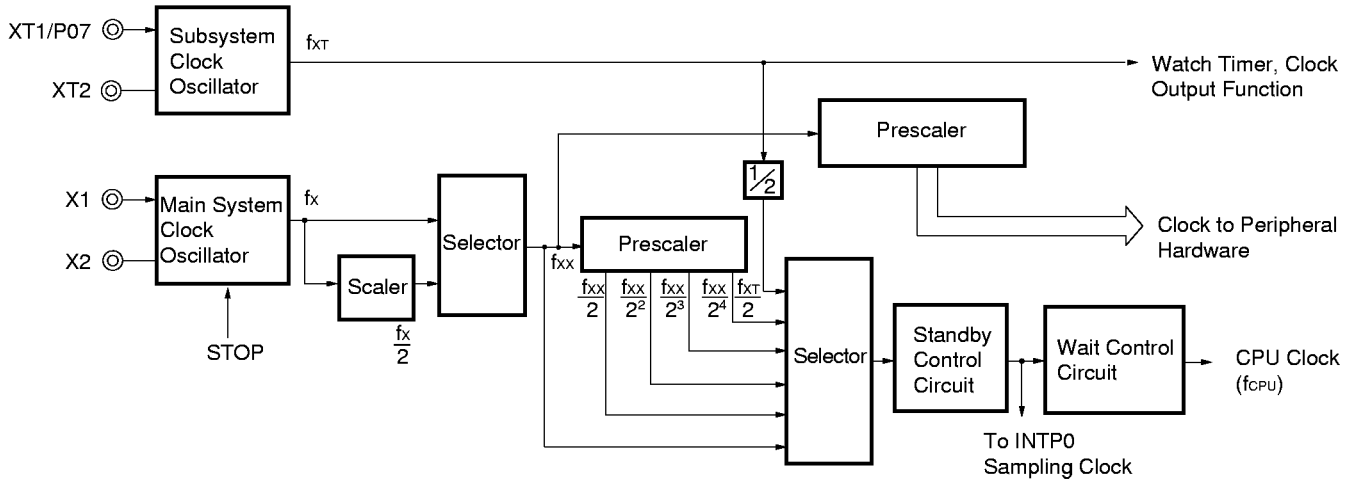 XT1/P07
XT2
Subsystem
Clock
Oscillator
fXT
Watch Timer, Clock
Output Function
Prescaler
1/2
X1
X2
Main System
Clock
Oscillator
fX
Scaler
fX/2
STOP
Selector
fXX
Prescaler
fXX/2 fXX/2² fXX/2³ fXX/2⁴ fXT/2
Clock to Peripheral
Hardware
Selector
Standby
Control
Circuit
Wait Control
Circuit
CPU Clock
(fCPU)
To INTP0
Sampling Clock